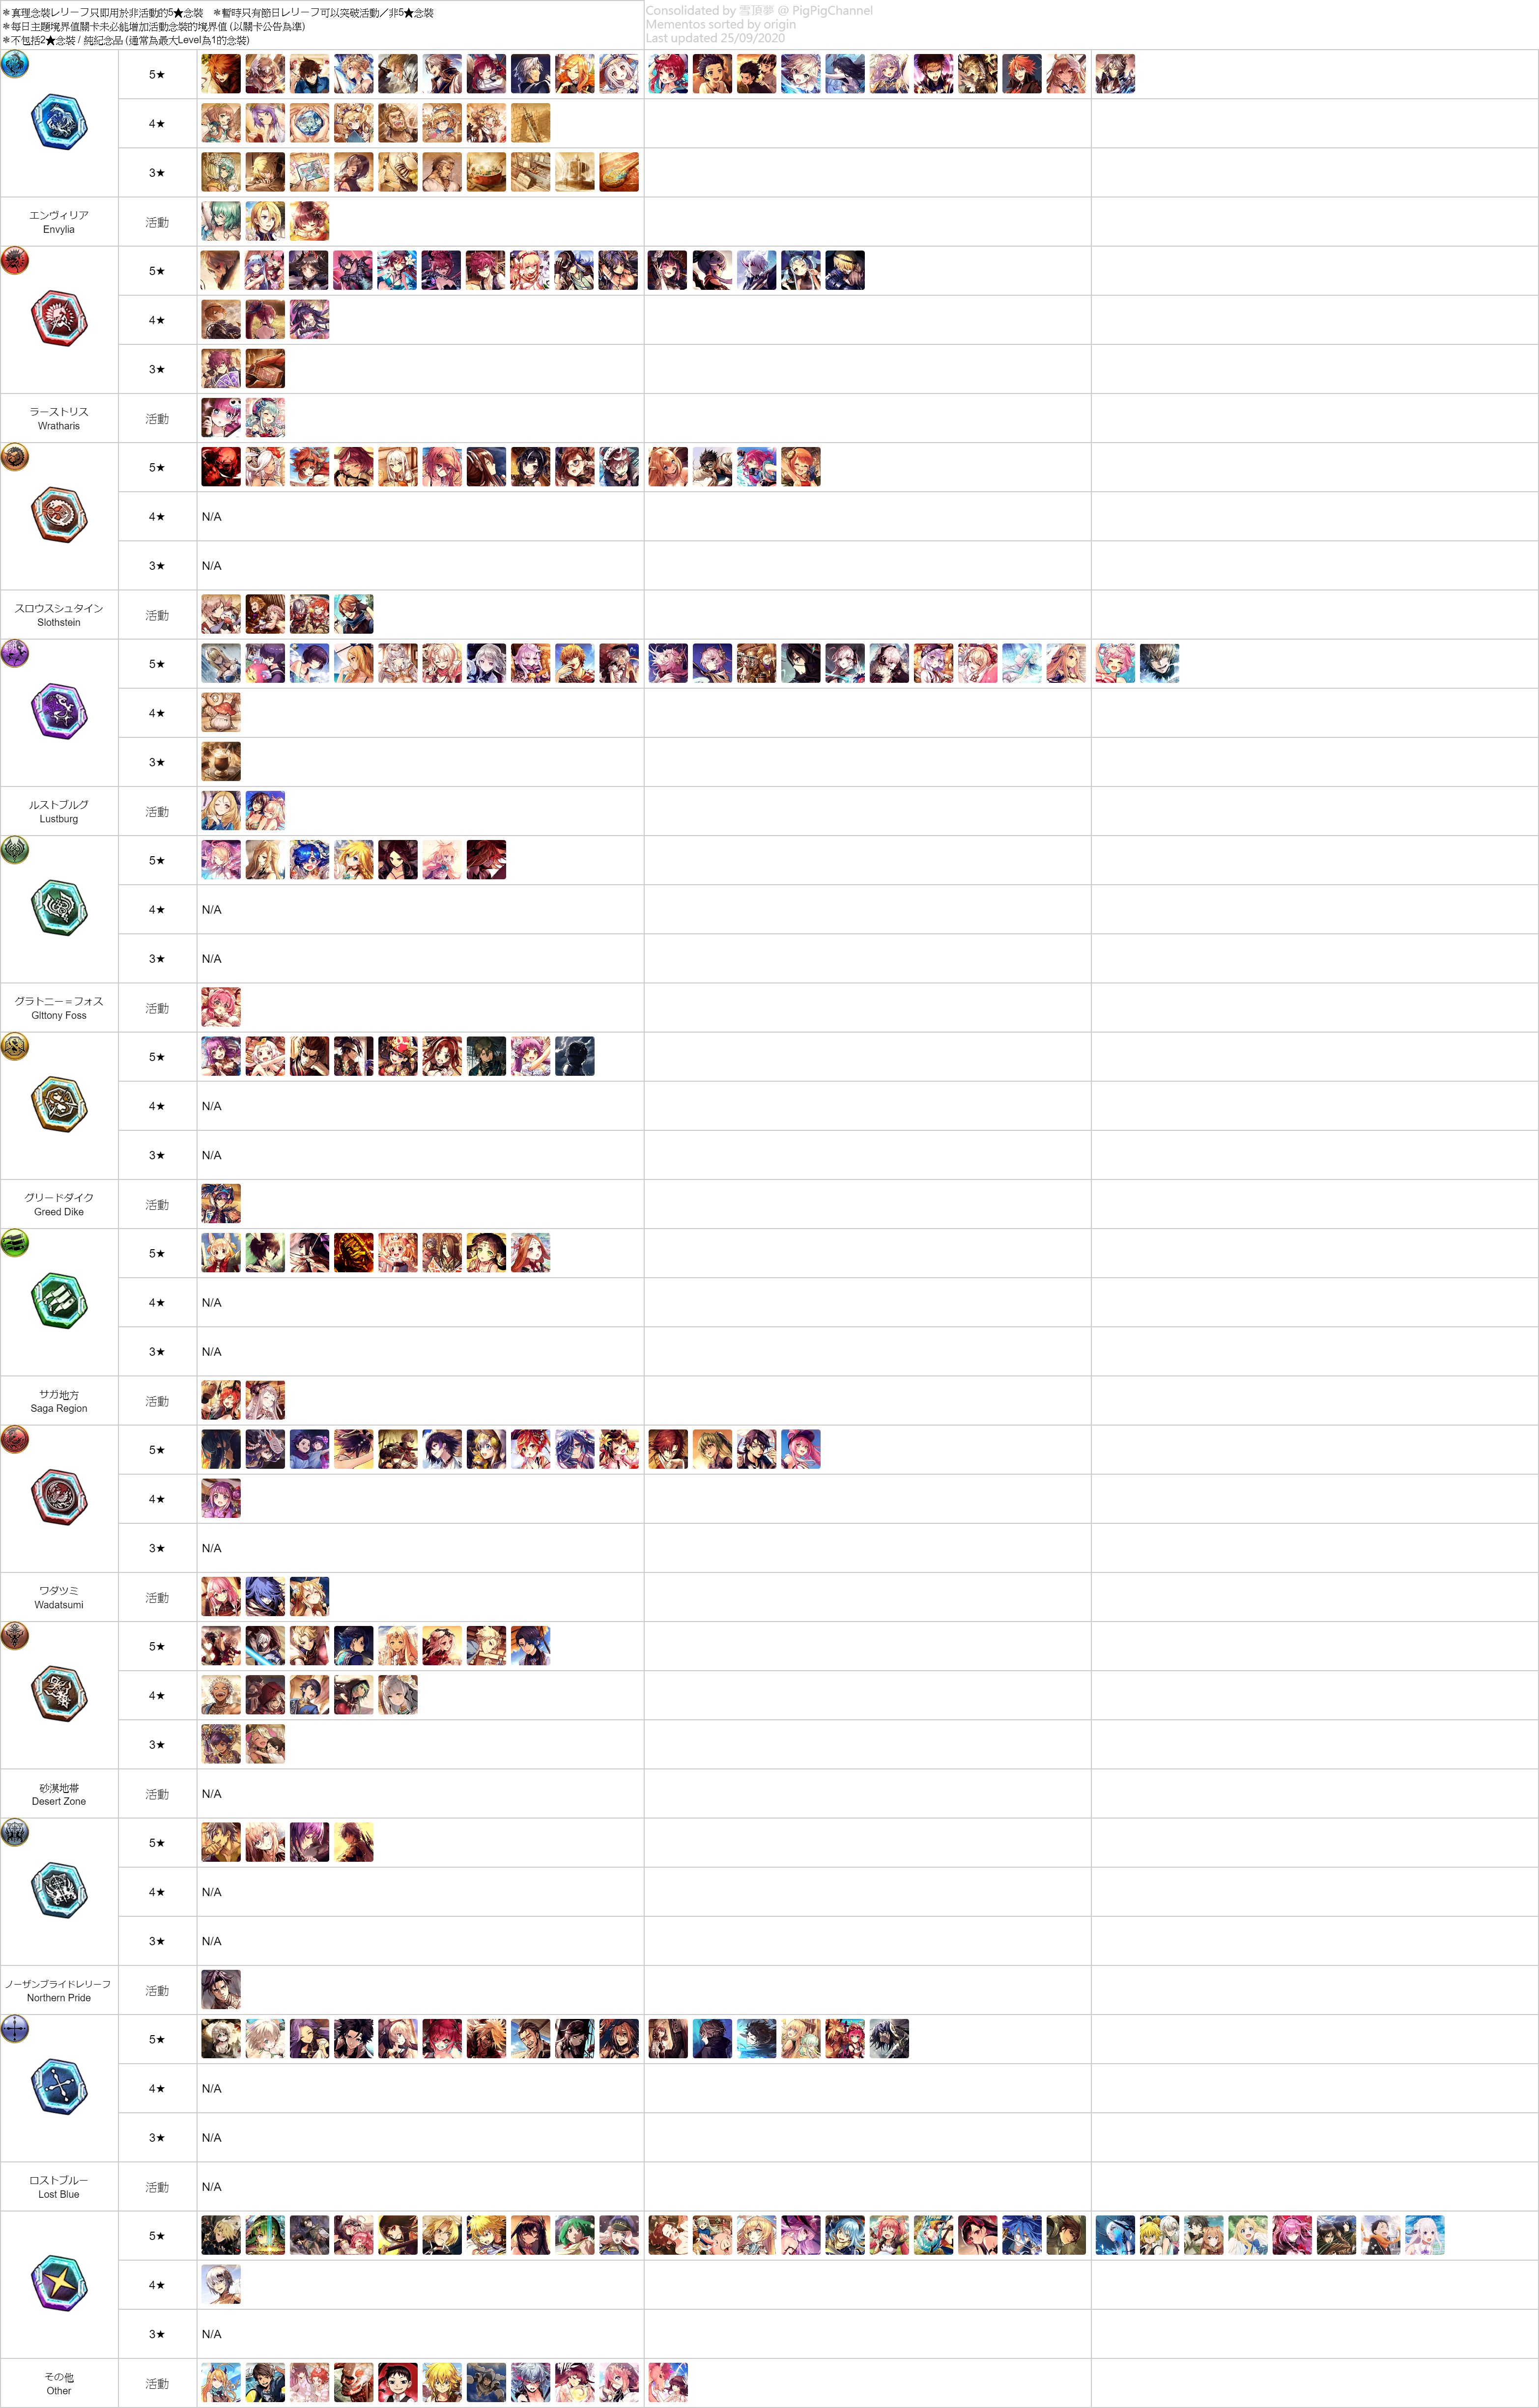 ＊真理念裝レリーフ只即用於非活動的5★念裝　＊暫時只有節日レリーフ可以突破活動／非5★念裝
＊每日主題境界值關卡未必能增加活動念裝的境界值 (以關卡公告為準)
＊不包括2★念裝 / 純紀念品 (通常為最大Level為1的念裝)
Consolidated by 雪頂夢 @ PigPigChannel
Mementos sorted by origin
Last updated 25/09/2020
5★
4★
3★
エンヴィリア
Envylia
活動
5★
4★
3★
ラーストリス
Wratharis
活動
5★
4★
N/A
3★
N/A
スロウスシュタイン
Slothstein
活動
5★
4★
3★
ルストブルグ
Lustburg
活動
5★
4★
N/A
3★
N/A
グラトニー＝フォス
Glttony Foss
活動
5★
4★
N/A
3★
N/A
グリードダイク
Greed Dike
活動
5★
4★
N/A
3★
N/A
サガ地方
Saga Region
活動
5★
4★
3★
N/A
ワダツミ
Wadatsumi
活動
5★
4★
3★
砂漠地帯
Desert Zone
活動
N/A
5★
4★
N/A
3★
N/A
ノーザンブライドレリーフ
Northern Pride
活動
5★
4★
N/A
3★
N/A
ロストブルー
Lost Blue
活動
N/A
5★
4★
3★
N/A
その他
Other
活動